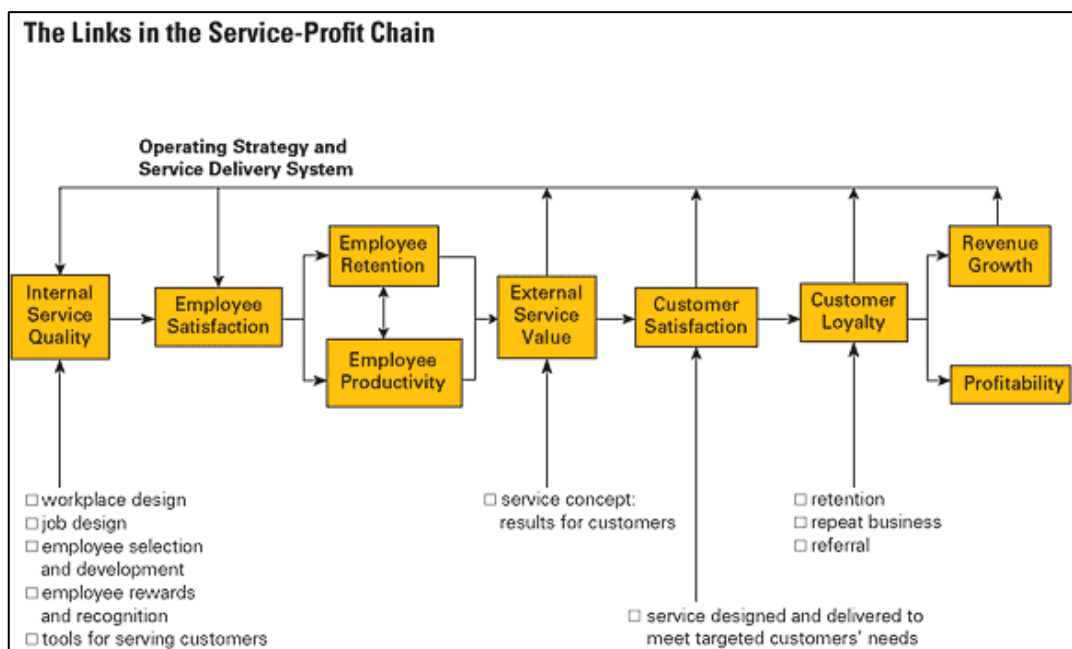 The Links in the Service-Profit Chain
Operating Strategy and
Service Delivery System
Internal
Service
Quality
Employee
Satisfaction
Employee
Retention
Employee
Productivity
External
Service
Value
Customer
Satisfaction
Customer
Loyalty
Revenue
Growth
Profitability
□ workplace design
□ job design
□ employee selection
and development
□ employee rewards
and recognition
□ tools for serving customers
□ service concept:
results for customers
□ service designed and delivered to
meet targeted customers' needs
□ retention
□ repeat business
□ referral